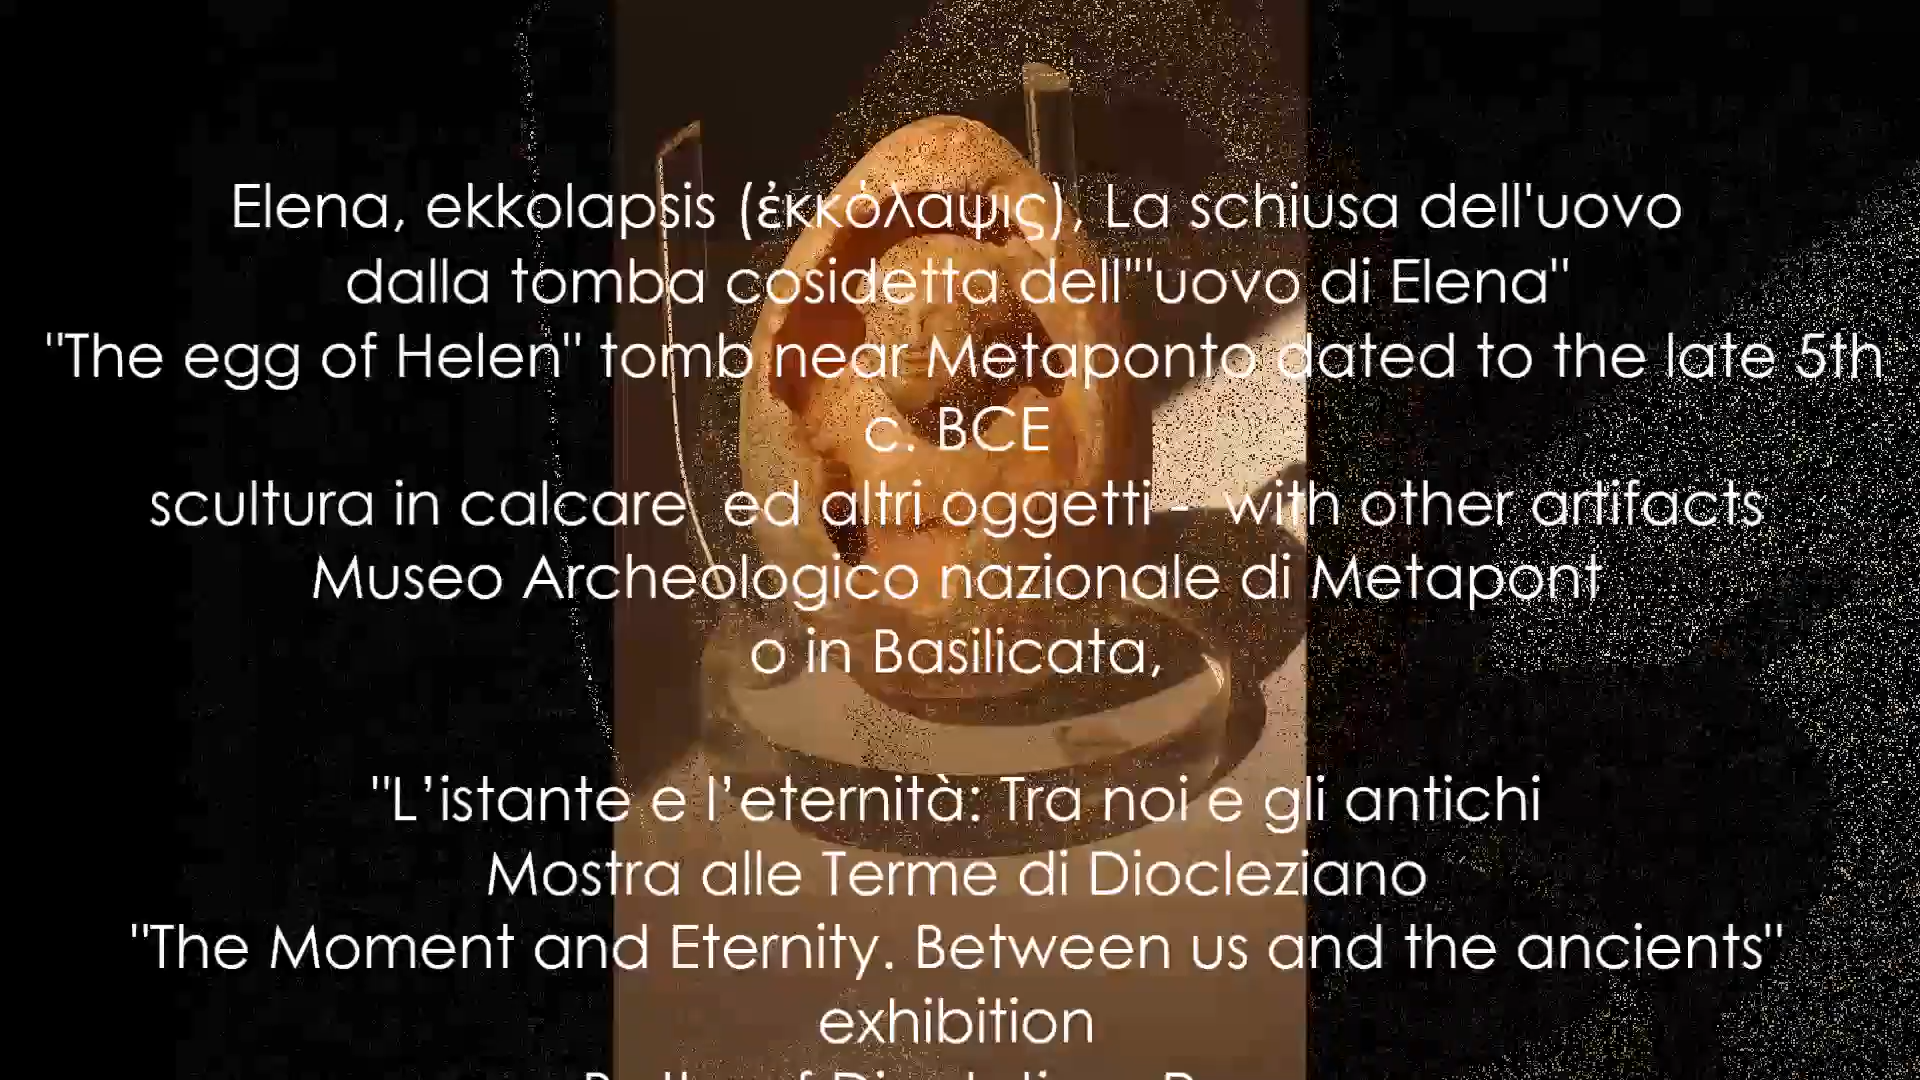 Elena, ekkolapsis (ἐκκόλαψις), La schiusa dell'uovo
dalla tomba cosidetta dell'"uovo di Elena"
"The egg of Helen" tomb near Metaponto dated to the late 5th
c. BCE
scultura in calcare ed altri oggetti - with other artifacts
Museo Archeologico nazionale di Metapont
o in Basilicata,
"L’istante e l’eternità: Tra noi e gli antichi
Mostra alle Terme di Diocleziano
"The Moment and Eternity. Between us and the ancients"
exhibition